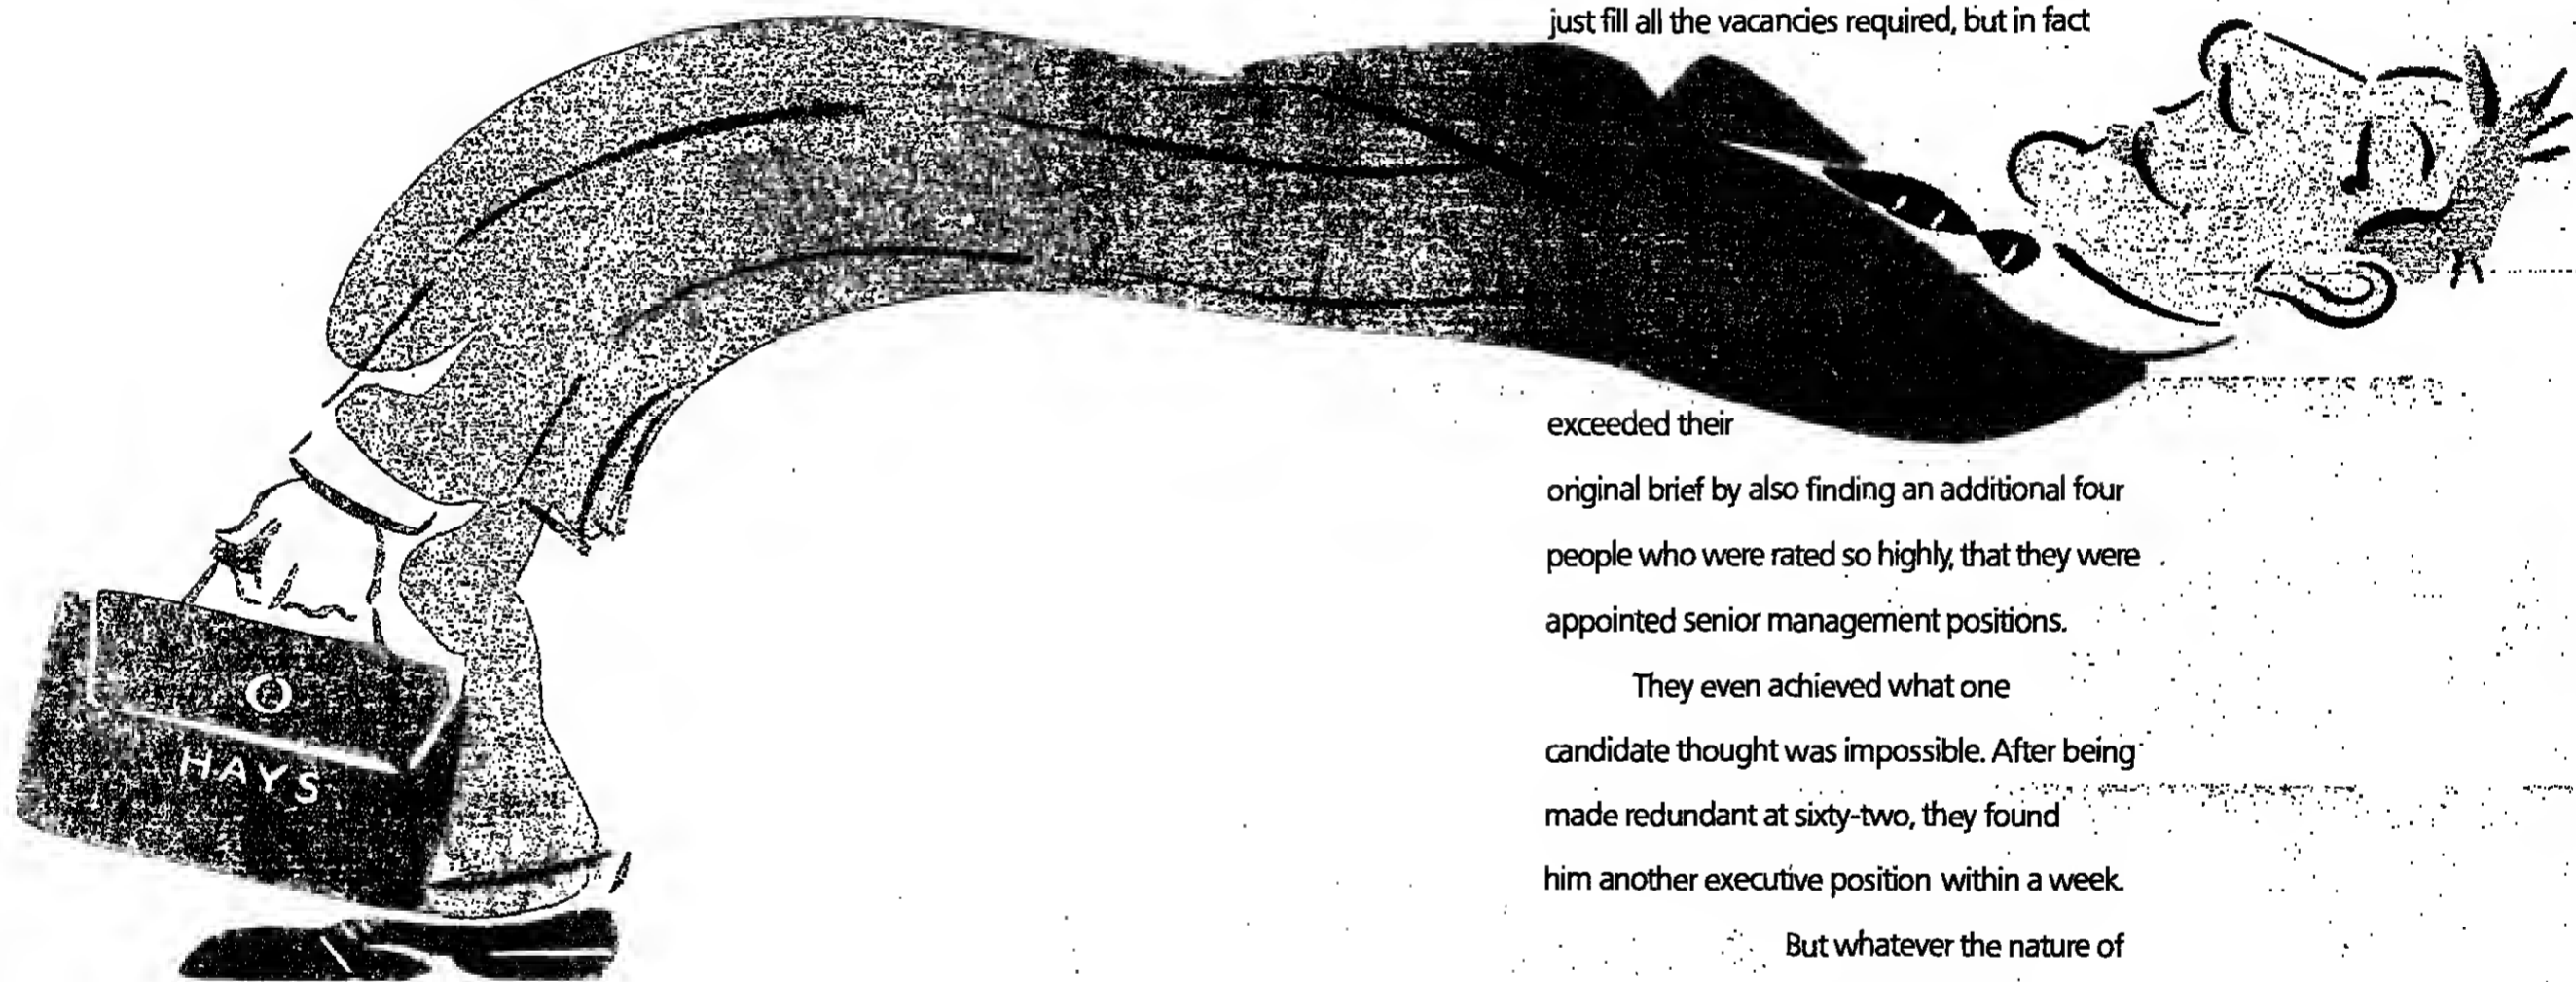 just fill all the vacancies required, but in fact
exceeded their
original brief by also finding an additional four
people who were rated so highly, that they were
appointed senior management positions.
They even achieved what one
candidate thought was impossible. After being
made redundant at sixty-two, they found
him another executive position within a week.
But whatever the nature of
HAYS